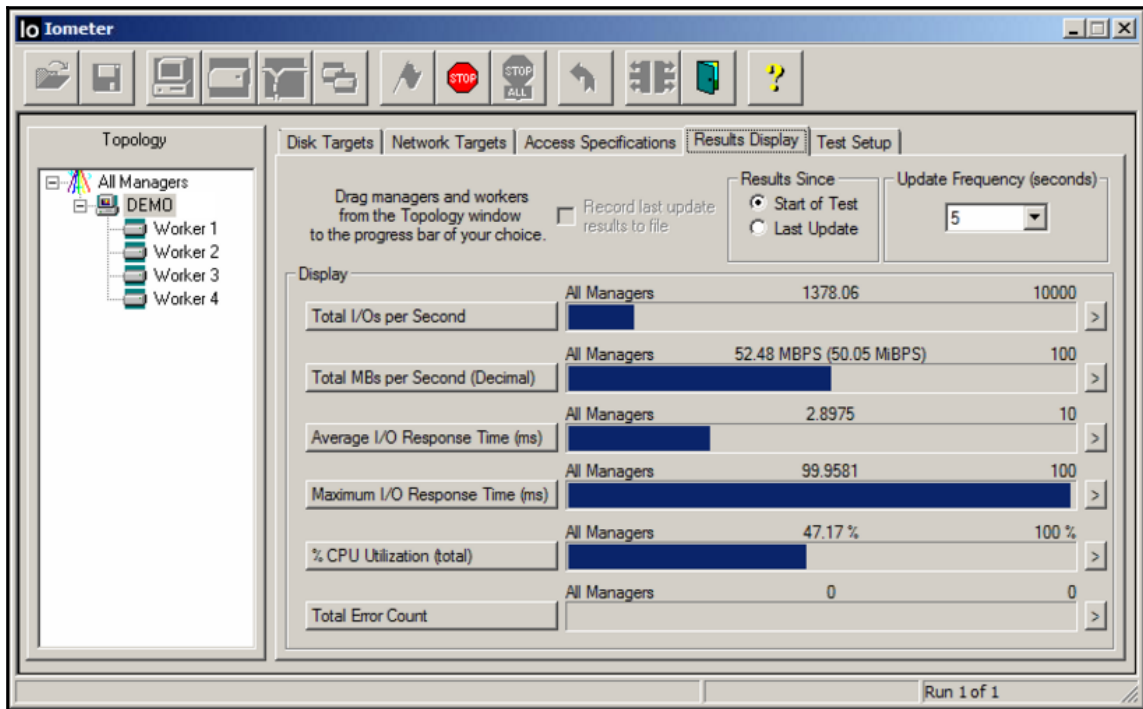 Iometer
STOP
STOP
ALL
Topology
All Managers
DEMO
Worker 1
Worker 2
Worker 3
Worker 4
Disk Targets
Network Targets
Access Specifications
Results Display
Test Setup
Drag managers and workers
from the Topology window
to the progress bar of your choice.
Record last update
results to file
Results Since
Start of Test
Last Update
Update Frequency (seconds)
5
Display
All Managers 1378.06 10000
Total I/Os per Second
>
All Managers 52.48 MBPS (50.05 MiBPS) 100
Total MBs per Second (Decimal)
>
All Managers 2.8975 10
Average I/O Response Time (ms)
>
All Managers 99.9581 100
Maximum I/O Response Time (ms)
>
All Managers 47.17 % 100 %
% CPU Utilization (total)
>
All Managers 0 0
Total Error Count
>
Run 1 of 1